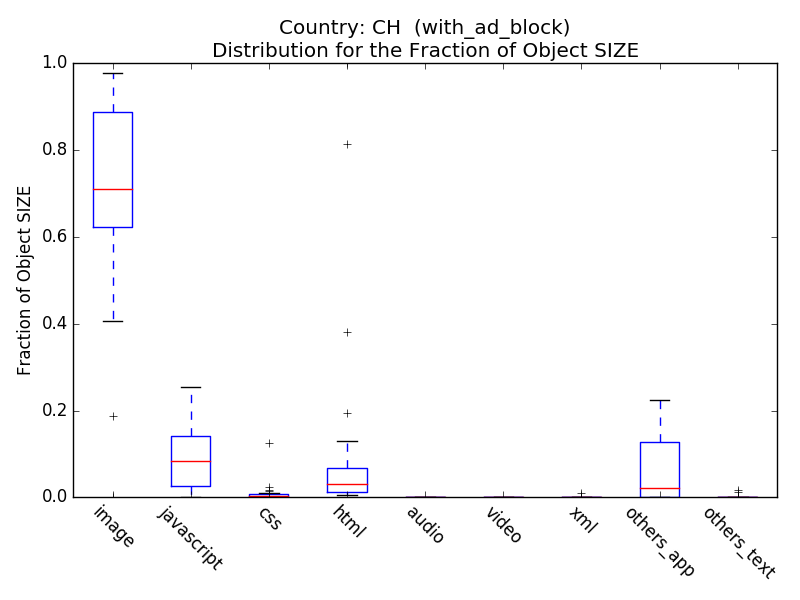 Country: CH  (with_ad_block)
Distribution for the Fraction of Object SIZE
Fraction of Object SIZE
1.0
0.8
0.6
0.4
0.2
0.0
image
javascript
css
html
audio
video
xml
others_app
others_text